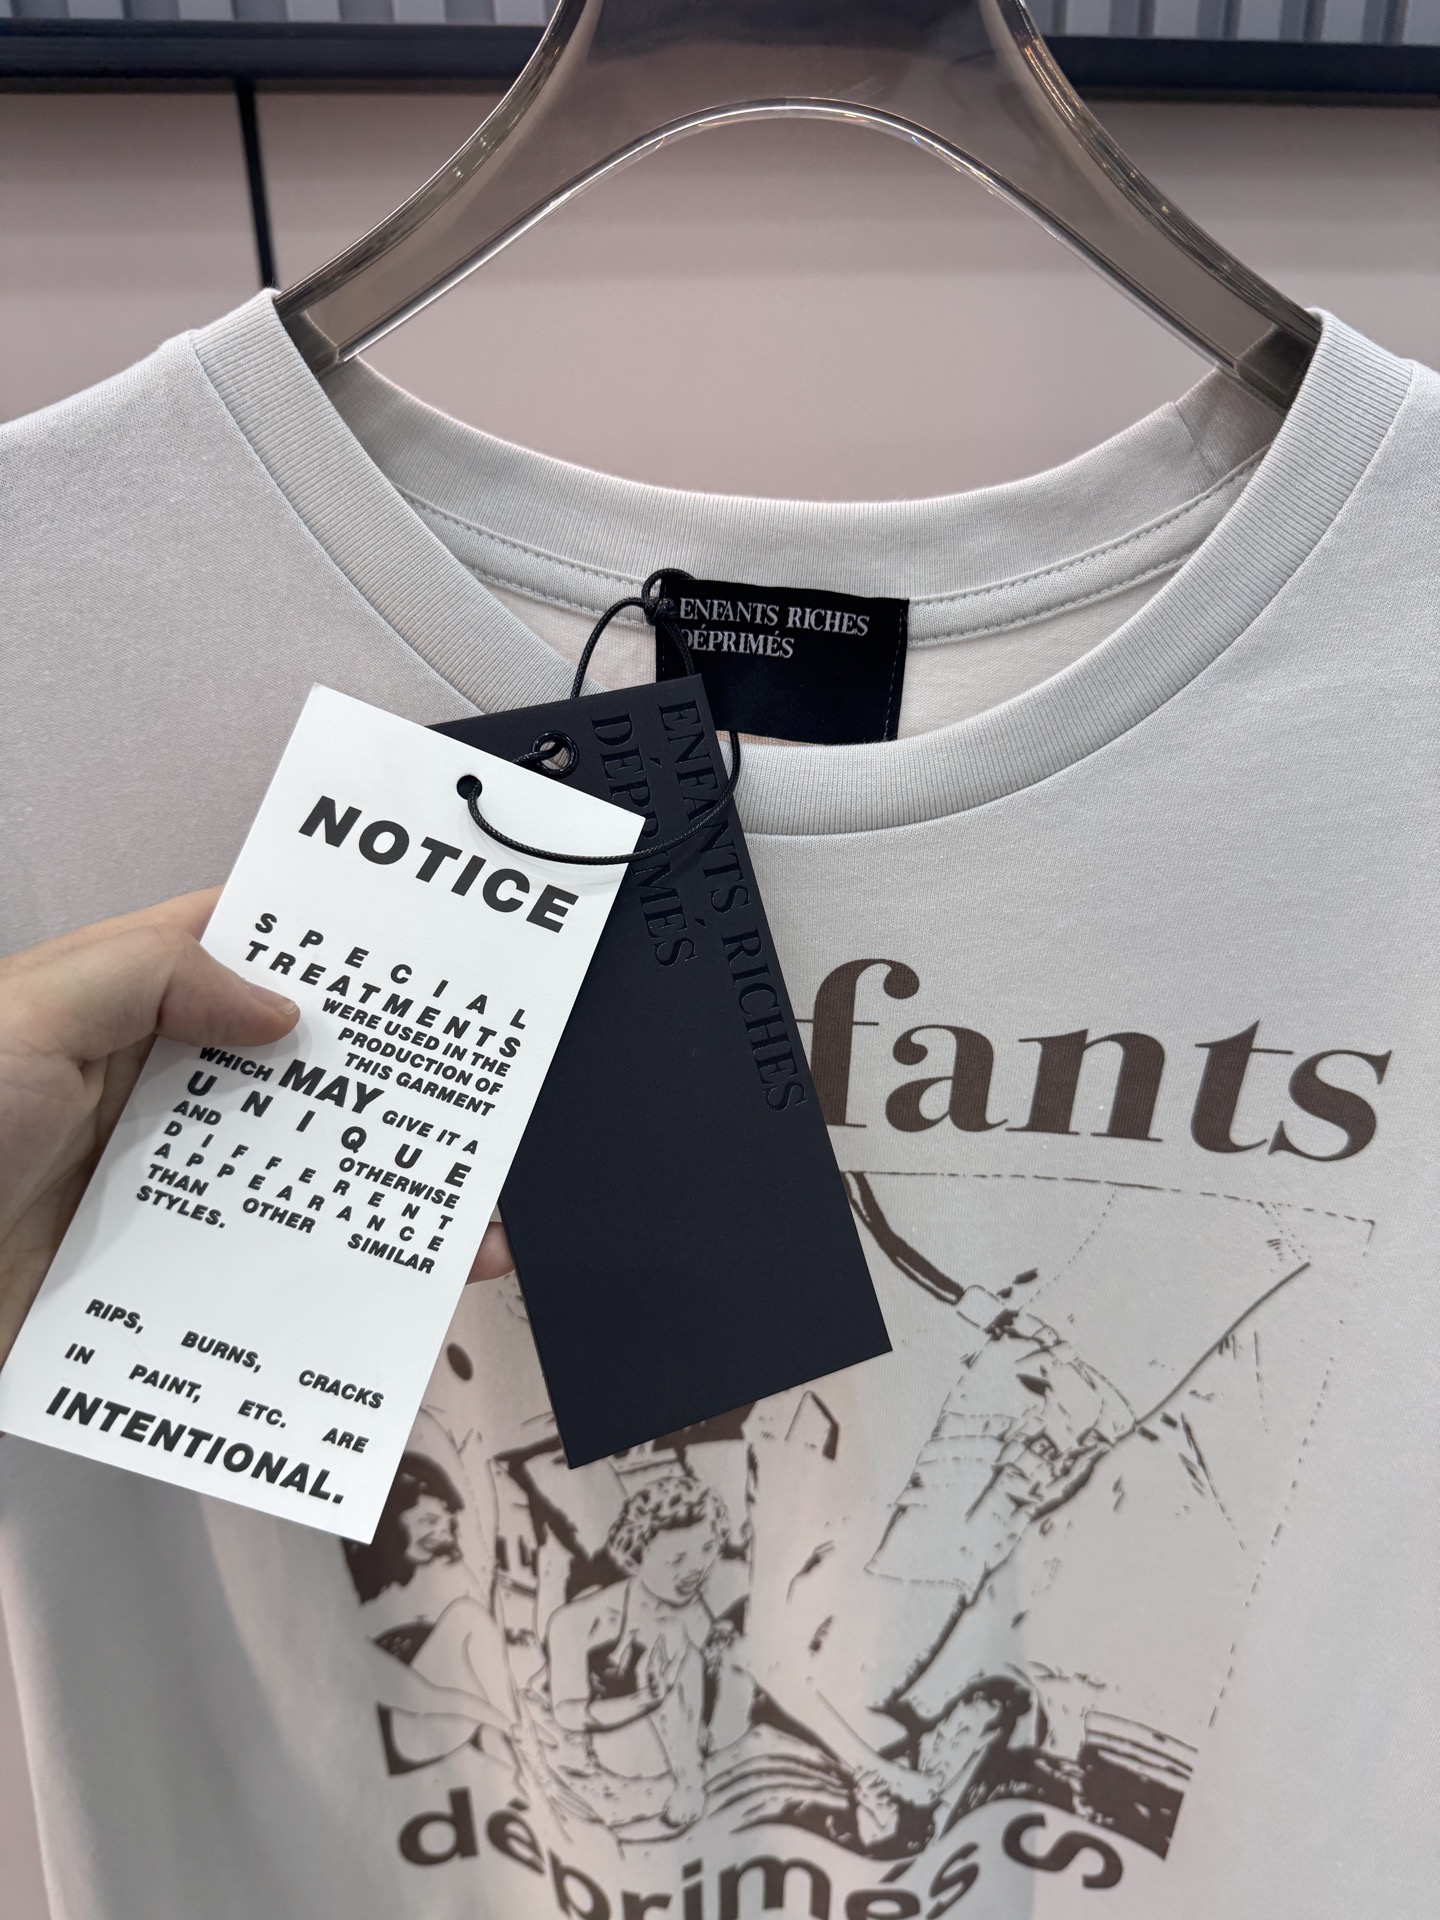 ENFANTS RICHES
DÉPRIMÉS
ENFANTS RICHES
DÉPRIMÉS
NOTICE
SPECIAL
TREATMENTS
WERE USED IN THE
PRODUCTION OF
THIS GARMENT
WHICH MAY GIVE IT A
UNIQUE
AND OTHERWISE
DIFFERENT
APPEARANCE
THAN OTHER SIMILAR
STYLES.
RIPS, BURNS, CRACKS
IN PAINT, ETC. ARE
INTENTIONAL.
fants
déprimés